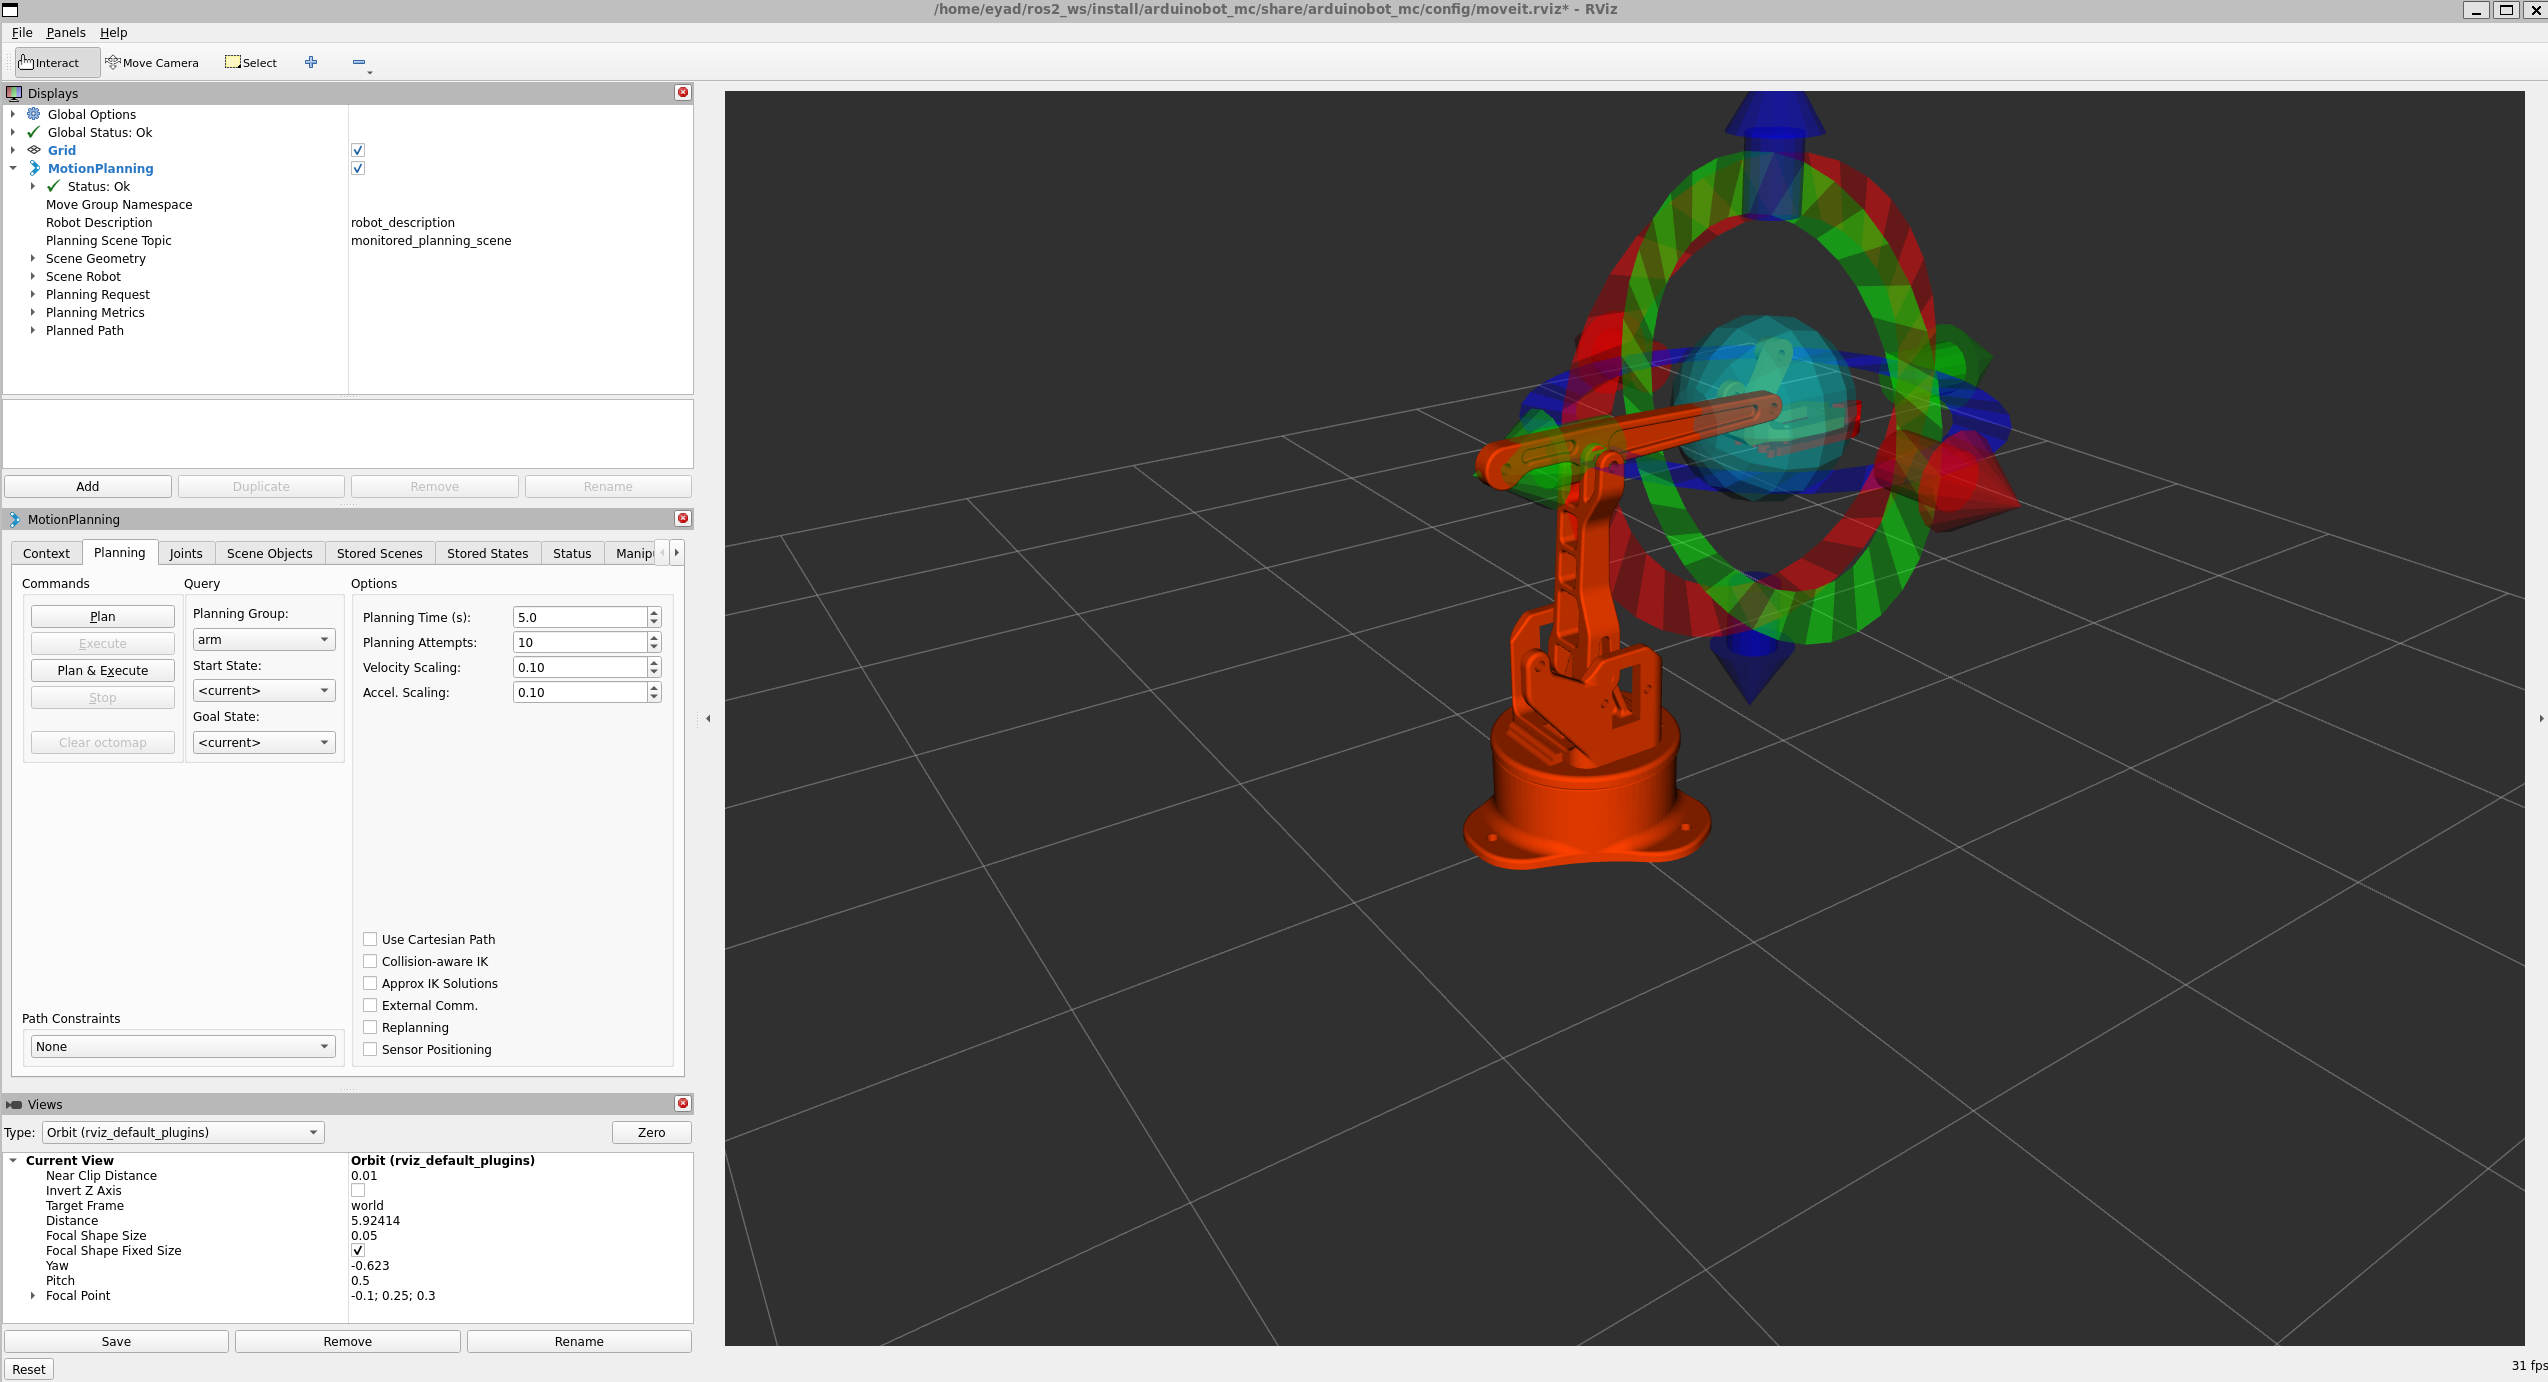 /home/eyad/ros2_ws/install/arduinobot_mc/share/arduinobot_mc/config/moveit.rviz* - RViz
File Panels Help
Interact Move Camera Select
Displays
Global Options
Global Status: Ok
Grid
MotionPlanning
Status: Ok
Move Group Namespace
Robot Description robot_description
Planning Scene Topic monitored_planning_scene
Scene Geometry
Scene Robot
Planning Request
Planning Metrics
Planned Path
Add Duplicate Remove Rename
MotionPlanning
Context Planning Joints Scene Objects Stored Scenes Stored States Status Manip
Commands Query Options
Plan
Execute
Plan & Execute
Stop
Clear octomap
Planning Group:
arm
Start State:
<current>
Goal State:
<current>
Planning Time (s): 5.0
Planning Attempts: 10
Velocity Scaling: 0.10
Accel. Scaling: 0.10
Use Cartesian Path
Collision-aware IK
Approx IK Solutions
External Comm.
Replanning
Sensor Positioning
Path Constraints
None
Views
Type: Orbit (rviz_default_plugins) Zero
Current View Orbit (rviz_default_plugins)
Near Clip Distance 0.01
Invert Z Axis
Target Frame world
Distance 5.92414
Focal Shape Size 0.05
Focal Shape Fixed Size
Yaw -0.623
Pitch 0.5
Focal Point -0.1; 0.25; 0.3
Save Remove Rename
Reset
31 fps